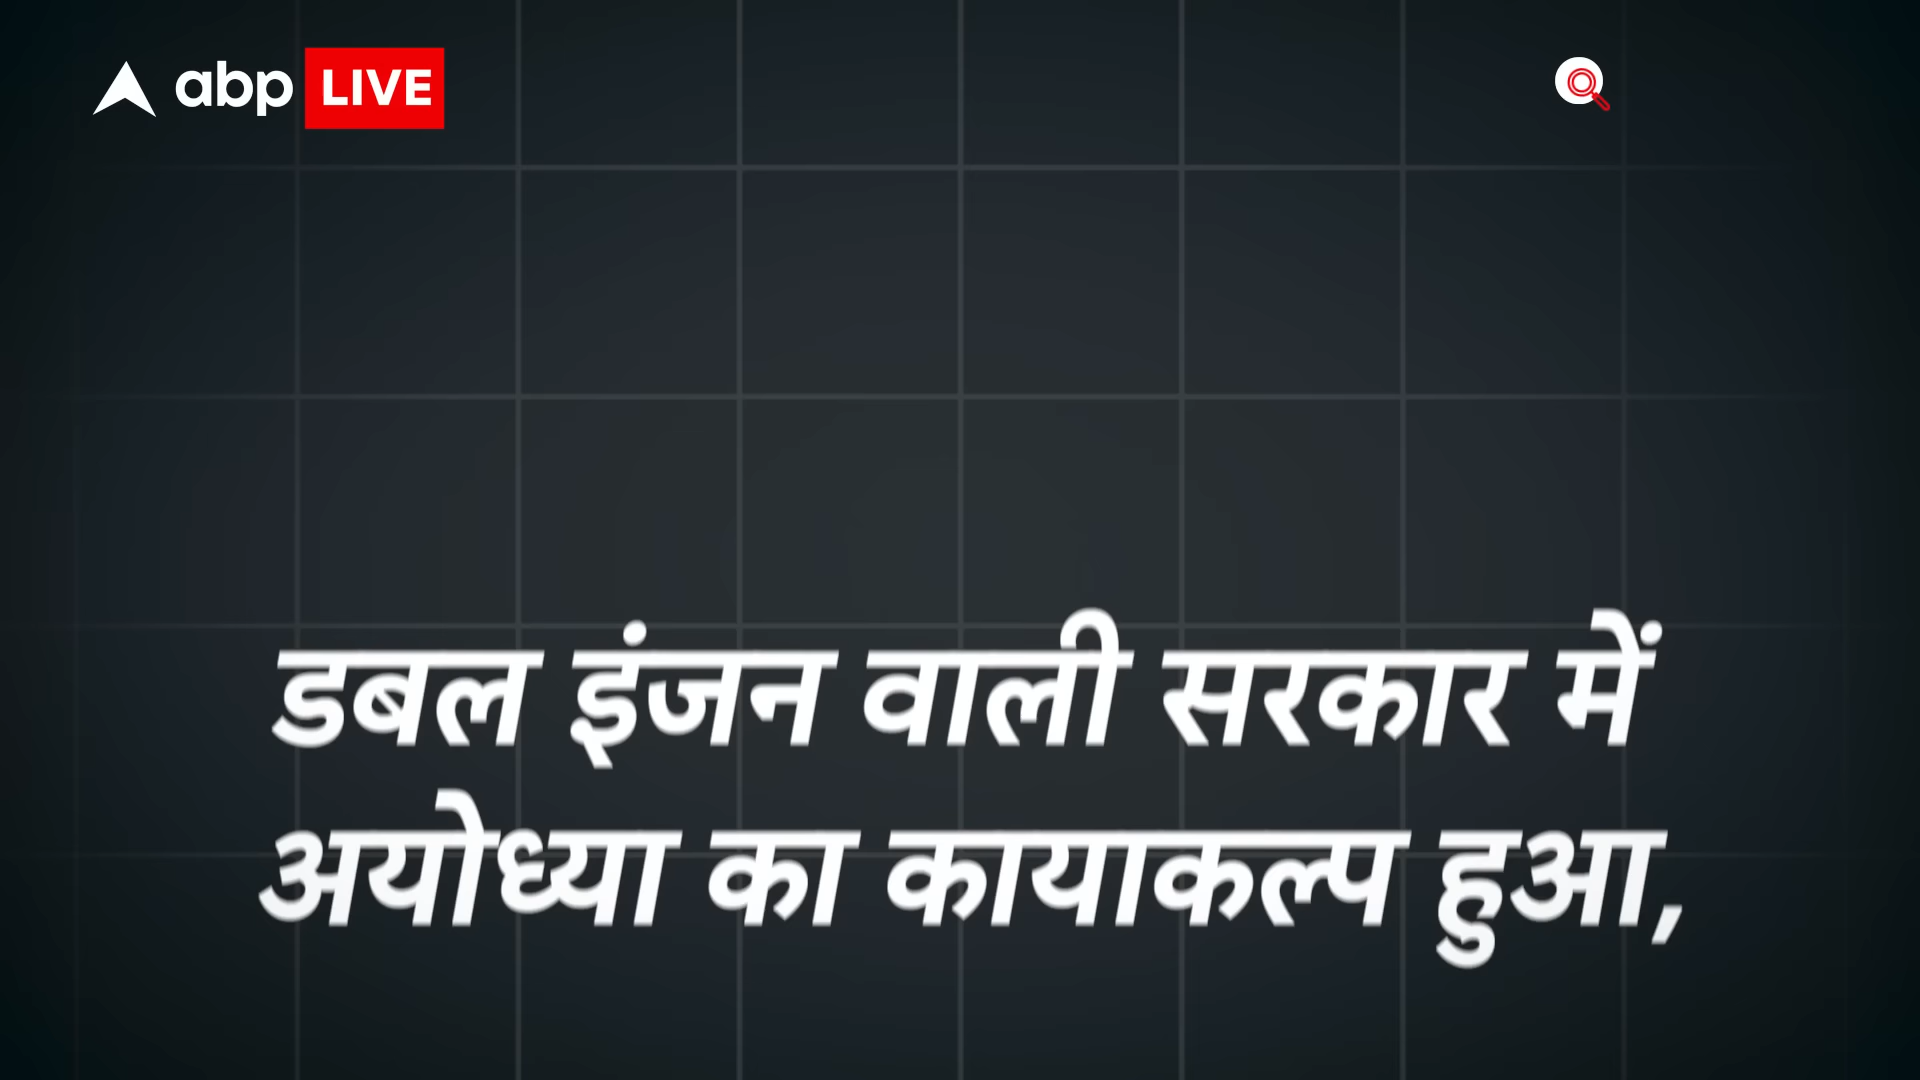 abp LIVE
डबल इंजन वाली सरकार में
अयोध्या का कायाकल्प हुआ,